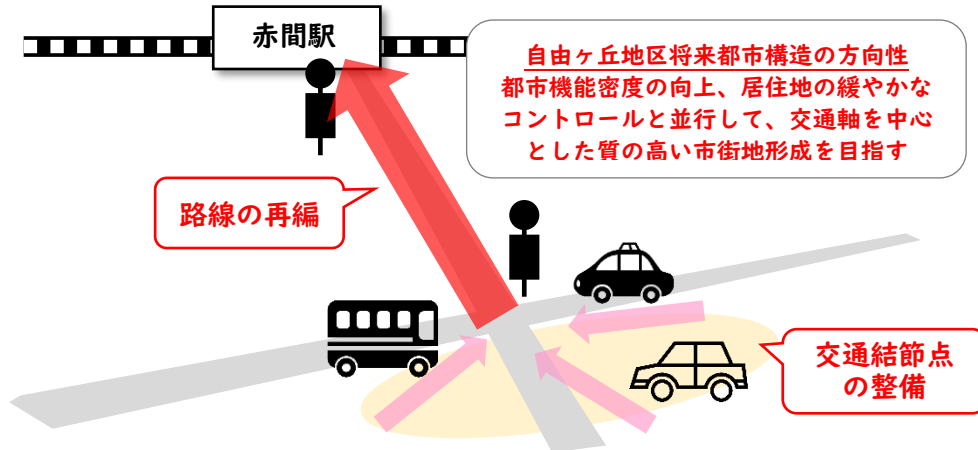 赤間駅
自由ヶ丘地区将来都市構造の方向性
都市機能密度の向上、居住地の緩やかな
コントロールと並行して、交通軸を中心
とした質の高い市街地形成を目指す
路線の再編
交通結節点
の整備